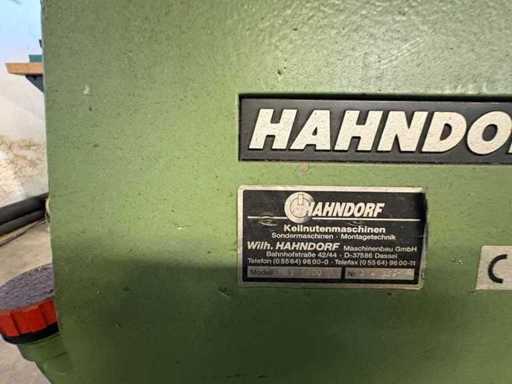 HAHNDO
HAHNDORF
Keilnutenmaschinen
Sondermaschinen - Montagetechnik
Wilh. HAHNDORF Maschinenbau GmbH
Bahnhofstraße 42/44 - D-37586 Dassel
Telefon (05564) 9600-0 - Telefax (05564) 9600-11
Model
Nr.
C